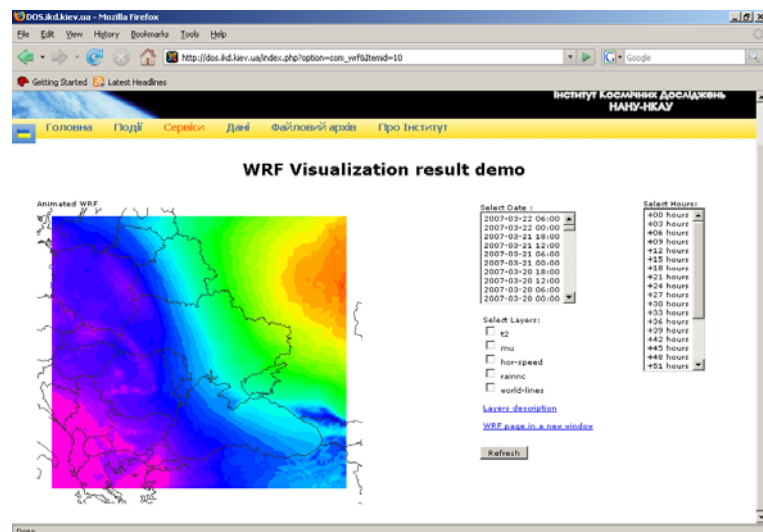 DOS.ikd.kiev.ua - Mozilla Firefox
File Edit View History Bookmarks Tools Help
http://dos.ikd.kiev.ua/index.php?option=com_wrf&Itemid=10
Google
Getting Started Latest Headlines
Інститут Космічних Досліджень
НАНУ-НКАУ
Головна Події Сервіси Дані Файловий архів Про Інститут
WRF Visualization result demo
Animated WRF
Select Date :
2007-03-22 06:00
2007-03-22 00:00
2007-03-21 18:00
2007-03-21 12:00
2007-03-21 06:00
2007-03-21 00:00
2007-03-20 18:00
2007-03-20 12:00
2007-03-20 06:00
2007-03-20 00:00
Select Layers:
t2
mu
hor-speed
rainnc
world-lines
Layers description
WRF page in a new window
Refresh
Select Hours:
+00 hours
+03 hours
+06 hours
+09 hours
+12 hours
+15 hours
+18 hours
+21 hours
+24 hours
+27 hours
+30 hours
+33 hours
+36 hours
+39 hours
+42 hours
+45 hours
+48 hours
+51 hours
Done